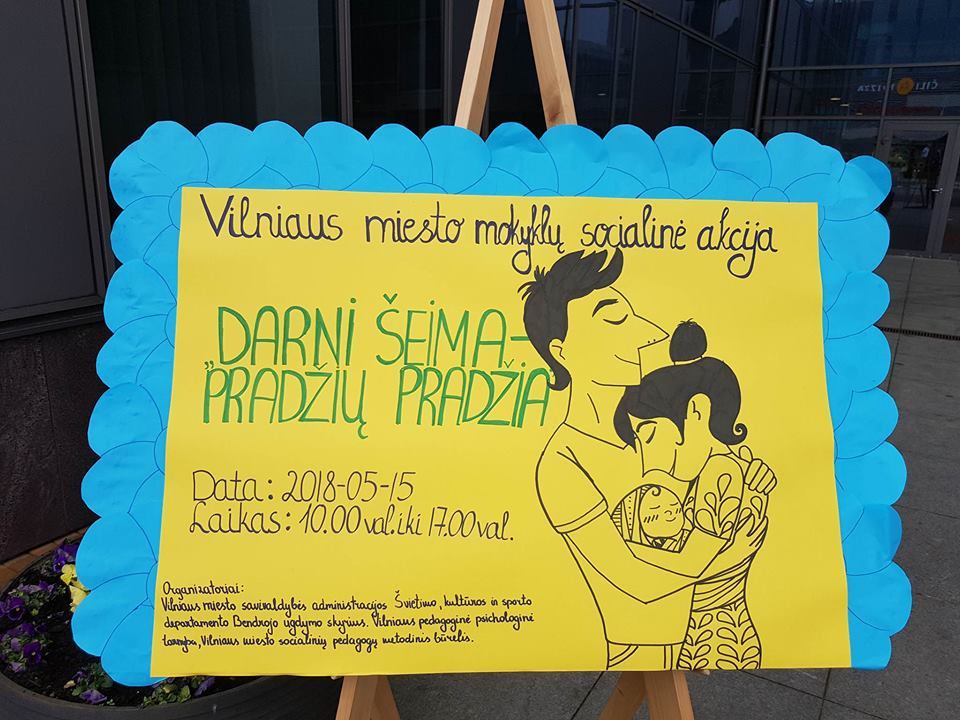 Vilniaus miesto mokyklų socialinė akcija
„DARNI ŠEIMA-
PRADŽIŲ PRADŽIA"
Data: 2018-05-15
Laikas: 10.00 val. iki 17.00 val.
Organizatoriai:
Vilniaus miesto savivaldybės administracijos Švietimo, kultūros ir sporto
departamento Bendrojo ugdymo skyrius. Vilniaus pedagoginė psichologinė
tarnyba, Vilniaus miesto socialinių pedagogų metodinis būrelis.
ČILI PIZZA